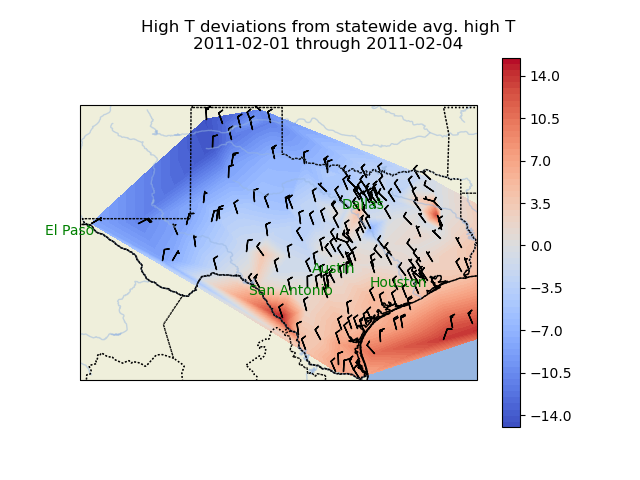 High T deviations from statewide avg. high T
2011-02-01 through 2011-02-04
14.0
10.5
7.0
3.5
0.0
−3.5
−7.0
−10.5
−14.0
Dallas
El Paso
Austin
San Antonio
Houston